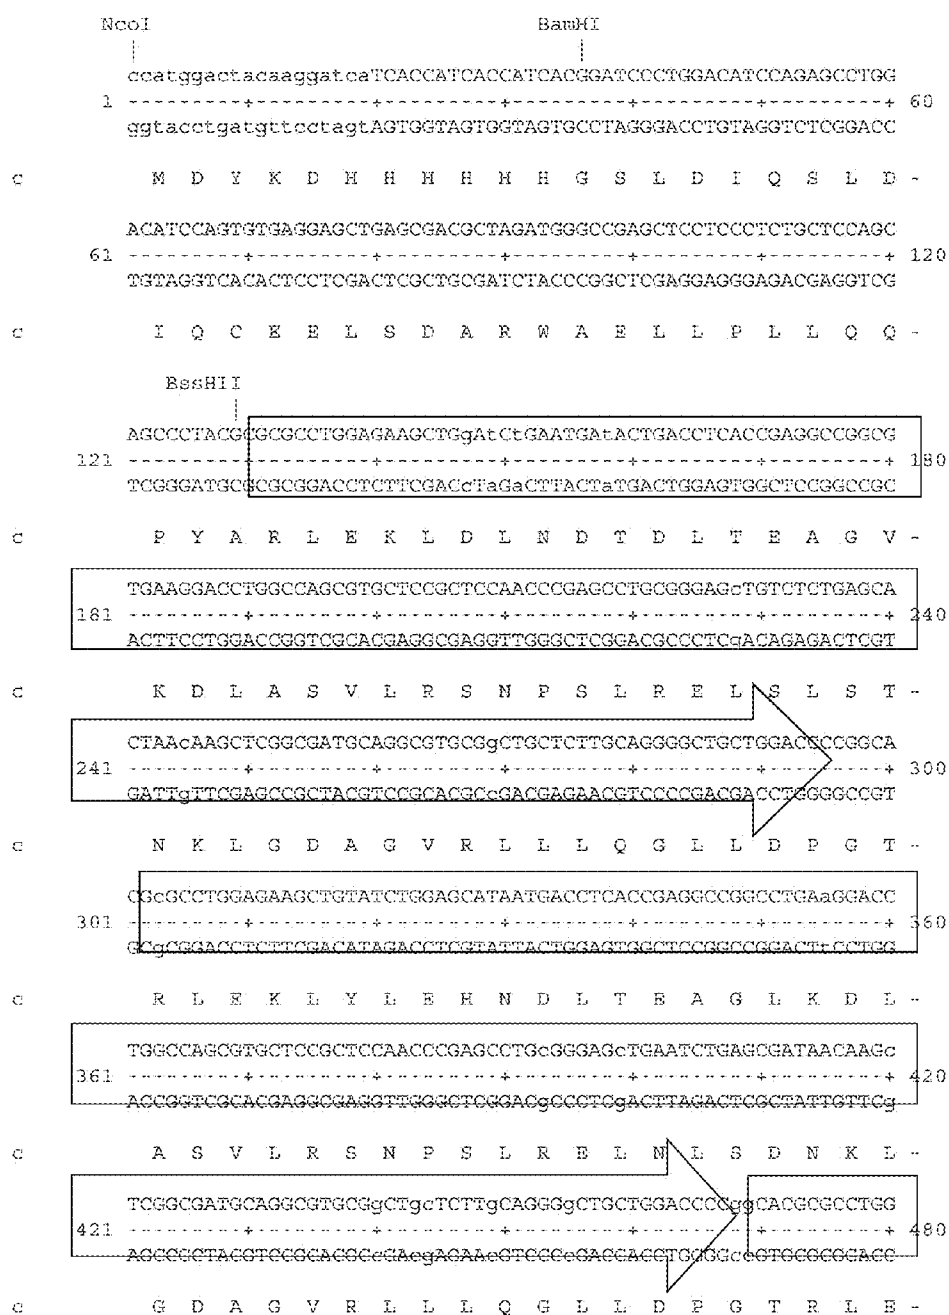 NcoI BamHI
ccatggactacaaggatcaTCACCATCACCATCACGGATCCCTGGACATCCAGAGCCTGG
1 ---------+---------+---------+---------+---------+---------+ 60
ggtacctgatgttcctagtAGTGGTAGTGGTAGTGCCTAGGGACCTGTAGGTCTCGGACC
c M D Y K D H H H H H H G S L D I Q S L D -
ACATCCAGTGTGAGGAGCTGAGCGACGCTAGATGGGCCGAGCTCCTCCCTCTGCTCCAGC
61 ---------+---------+---------+---------+---------+---------+ 120
TGTAGGTCACACTCCTCGACTCGCTGCGATCTACCCGGCTCGAGGAGGGAGACGAGGTCG
c I Q C E E L S D A R W A E L L P L L Q Q -
BssHII
AGCCCTACGCGCGCCTGGAGAAGCTGgAtCtGAATGAtACTGACCTCACCGAGGCCGGCG
121 ---------+---------+---------+---------+---------+---------+ 180
TCGGGATGCGCGCGGACCTCTTCGACcTaGaCTTACTaTGACTGGAGTGGCTCCGGCCGC
c P Y A R L E K L D L N D T D L T E A G V -
TGAAGGACCTGGCCAGCGTGCTCCGCTCCAACCCGAGCCTGCGGGAGcTGTCTCTGAGCA
181 ---------+---------+---------+---------+---------+---------+ 240
ACTTCCTGGACCGGTCGCACGAGGCGAGGTTGGGCTCGGACGCCCTCgACAGAGACTCGT
c K D L A S V L R S N P S L R E L S L S T -
CTAAcAAGCTCGGCGATGCAGGCGTGCGgCTGCTCTTGCAGGGGCTGCTGGACCCCGGCA
241 ---------+---------+---------+---------+---------+---------+ 300
GATTgTTCGAGCCGCTACGTCCGCACGCcGACGAGAACGTCCCCGACGACCTGGGGCCGT
c N K L G D A G V R L L L Q G L L D P G T -
CGcGCCTGGAGAAGCTGTATCTGGAGCATAATGACCTCACCGAGGCCGGCCTGAaGGACC
301 ---------+---------+---------+---------+---------+---------+ 360
GCgCGGACCTCTTCGACATAGACCTCGTATTACTGGAGTGGCTCCGGCCGGACTtCCTGG
c R L E K L Y L E H N D L T E A G L K D L -
TGGCCAGCGTGCTCCGCTCCAACCCGAGCCTGcGGGAGcTGAATCTGAGCGATAACAAGc
361 ---------+---------+---------+---------+---------+---------+ 420
ACCGGTCGCACGAGGCGAGGTTGGGCTCGGACgCCCTCgACTTAGACTCGCTATTGTTCg
c A S V L R S N P S L R E L N L S D N K L -
TCGGCGATGCAGGCGTGCGgCTgcTCTTgCAGGGgCTGCTGGACCCCggCACGCGCCTGG
421 ---------+---------+---------+---------+---------+---------+ 480
AGCCGCTACGTCCGCACGCcGAcgAGAAcGTCCCcGACCACCTGGGGccGTGCGCGGACC
c G D A G V R L L L Q G L L D P G T R L E -